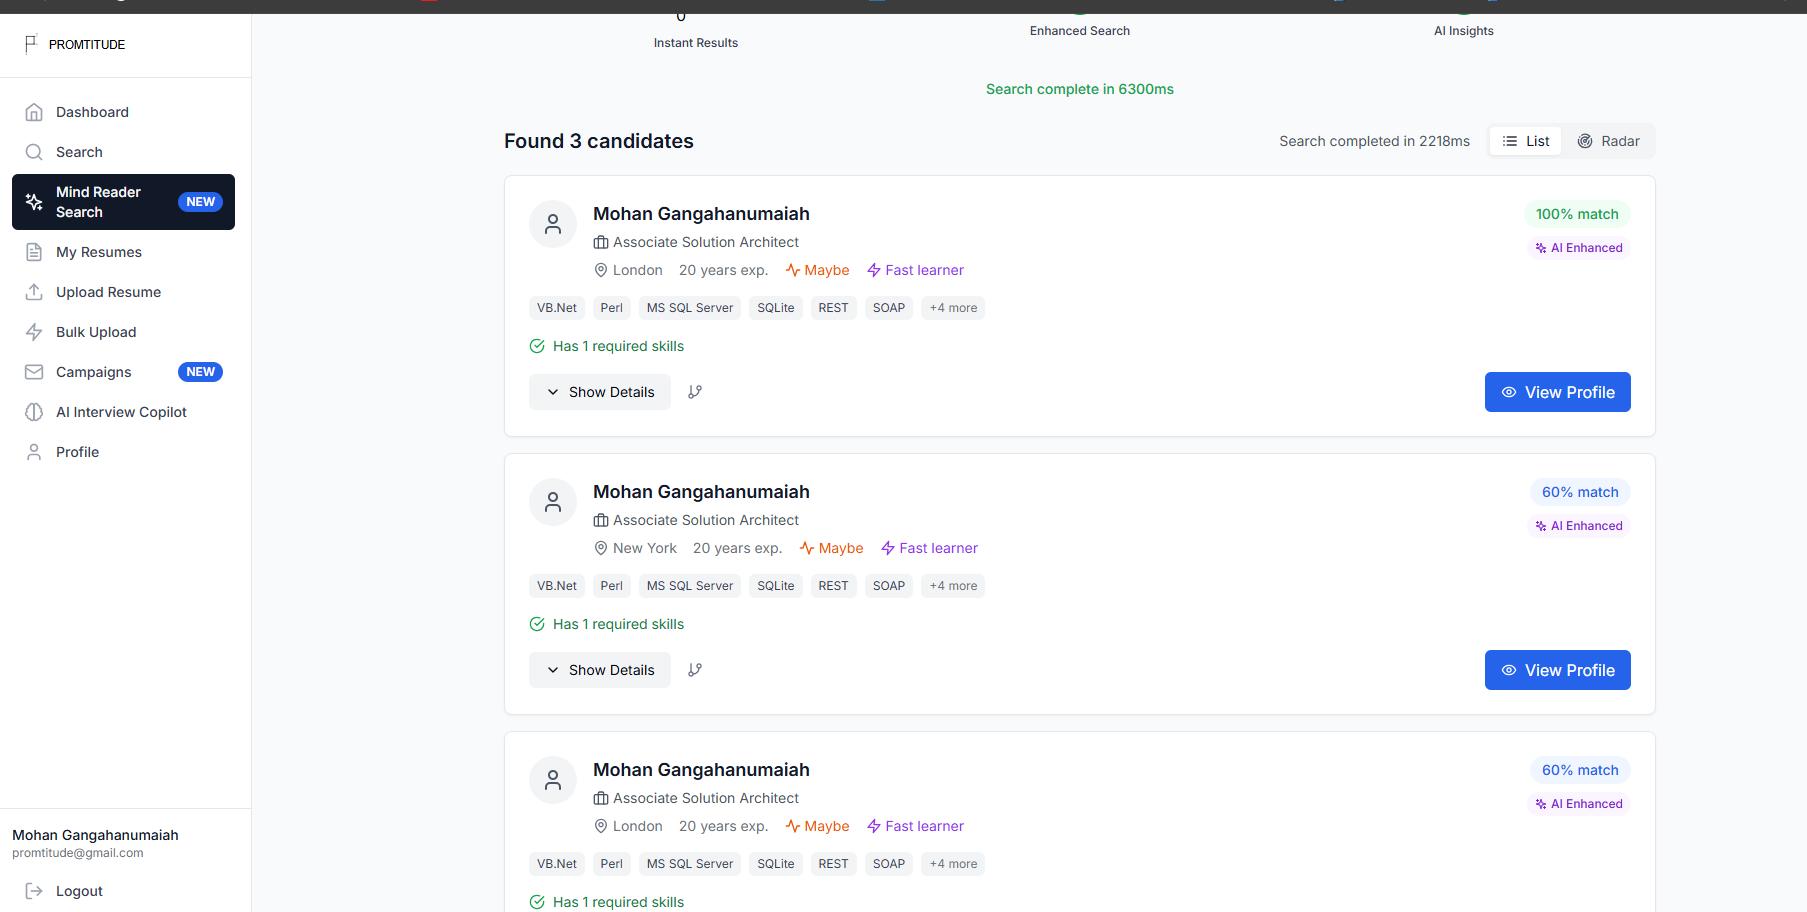 PROMTITUDE
Dashboard
Search
Mind Reader
Search
NEW
My Resumes
Upload Resume
Bulk Upload
Campaigns
NEW
AI Interview Copilot
Profile
Mohan Gangahanumaiah
promtitude@gmail.com
Logout
0
Instant Results
Enhanced Search
AI Insights
Search complete in 6300ms
Found 3 candidates
Search completed in 2218ms
List
Radar
Mohan Gangahanumaiah
100% match
Associate Solution Architect
AI Enhanced
London 20 years exp. Maybe Fast learner
VB.Net Perl MS SQL Server SQLite REST SOAP +4 more
Has 1 required skills
Show Details
View Profile
Mohan Gangahanumaiah
60% match
Associate Solution Architect
AI Enhanced
New York 20 years exp. Maybe Fast learner
VB.Net Perl MS SQL Server SQLite REST SOAP +4 more
Has 1 required skills
Show Details
View Profile
Mohan Gangahanumaiah
60% match
Associate Solution Architect
AI Enhanced
London 20 years exp. Maybe Fast learner
VB.Net Perl MS SQL Server SQLite REST SOAP +4 more
Has 1 required skills